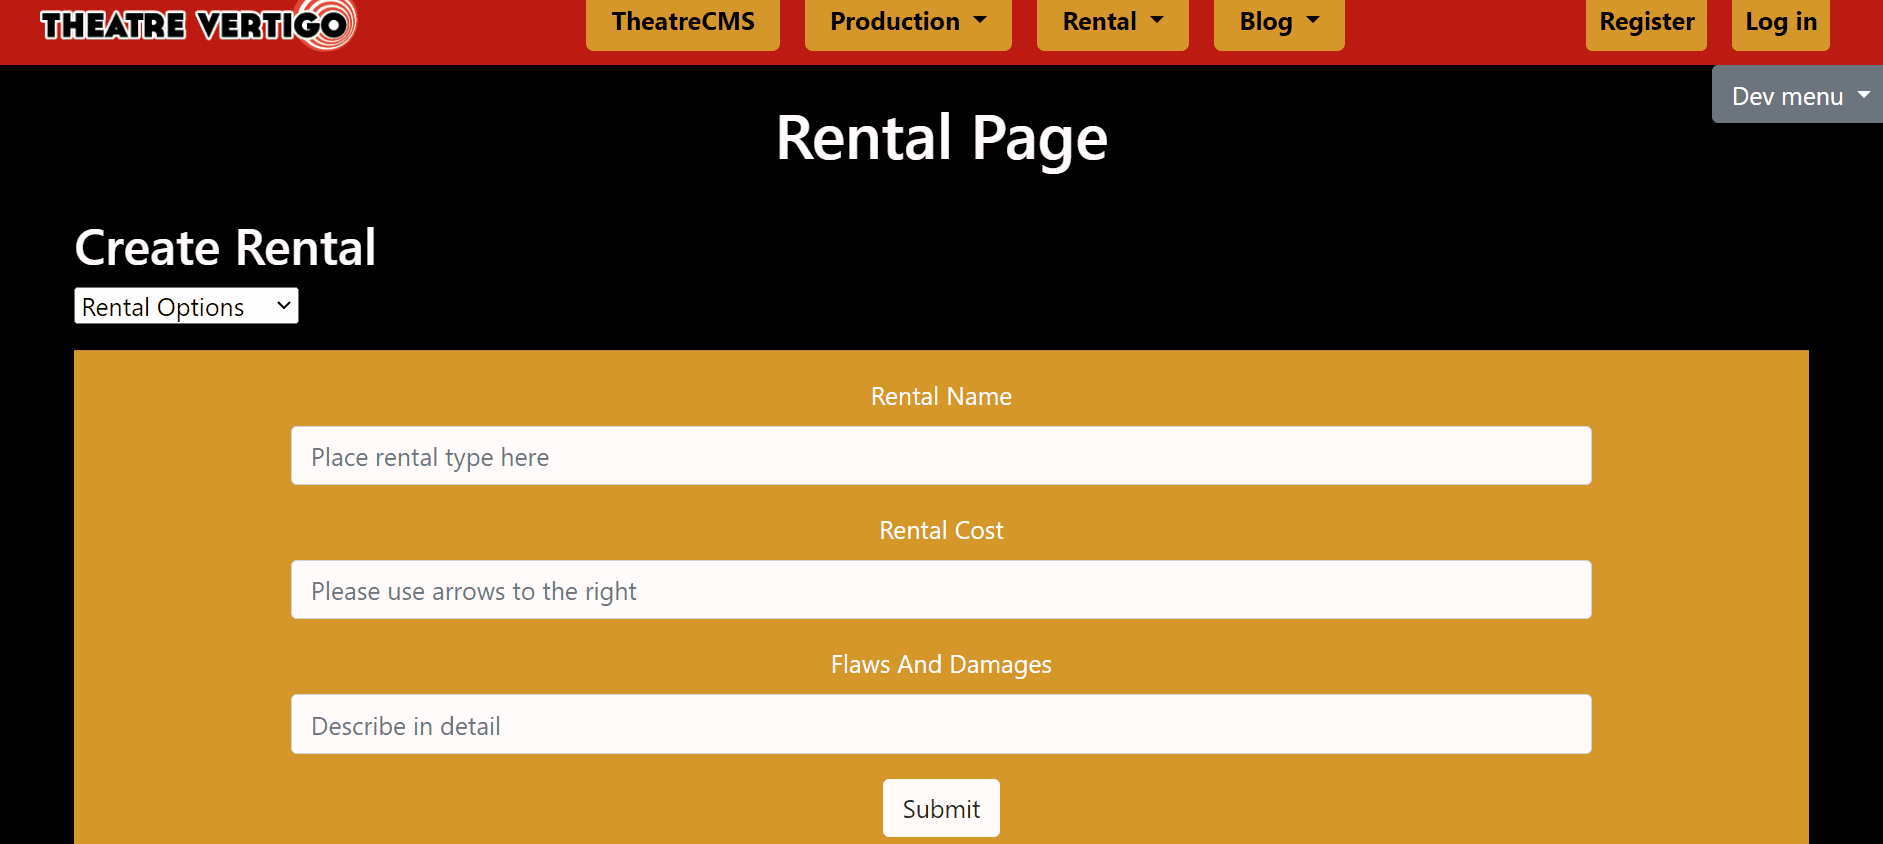 THEATRE VERTIGO TheatreCMS Production Rental Blog Register Log in
Dev menu
Rental Page
Create Rental
Rental Options
Rental Name
Place rental type here
Rental Cost
Please use arrows to the right
Flaws And Damages
Describe in detail
Submit